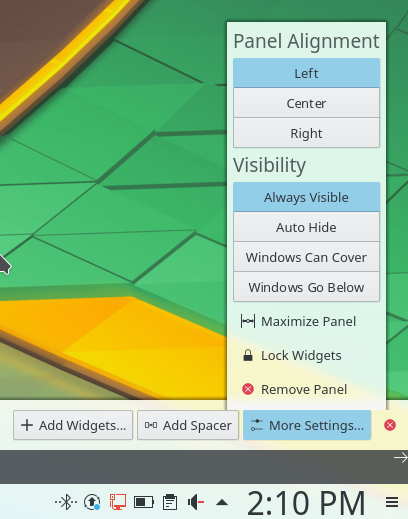 Panel Alignment
Left
Center
Right
Visibility
Always Visible
Auto Hide
Windows Can Cover
Windows Go Below
Maximize Panel
Lock Widgets
Remove Panel
Add Widgets... Add Spacer More Settings...
2:10 PM